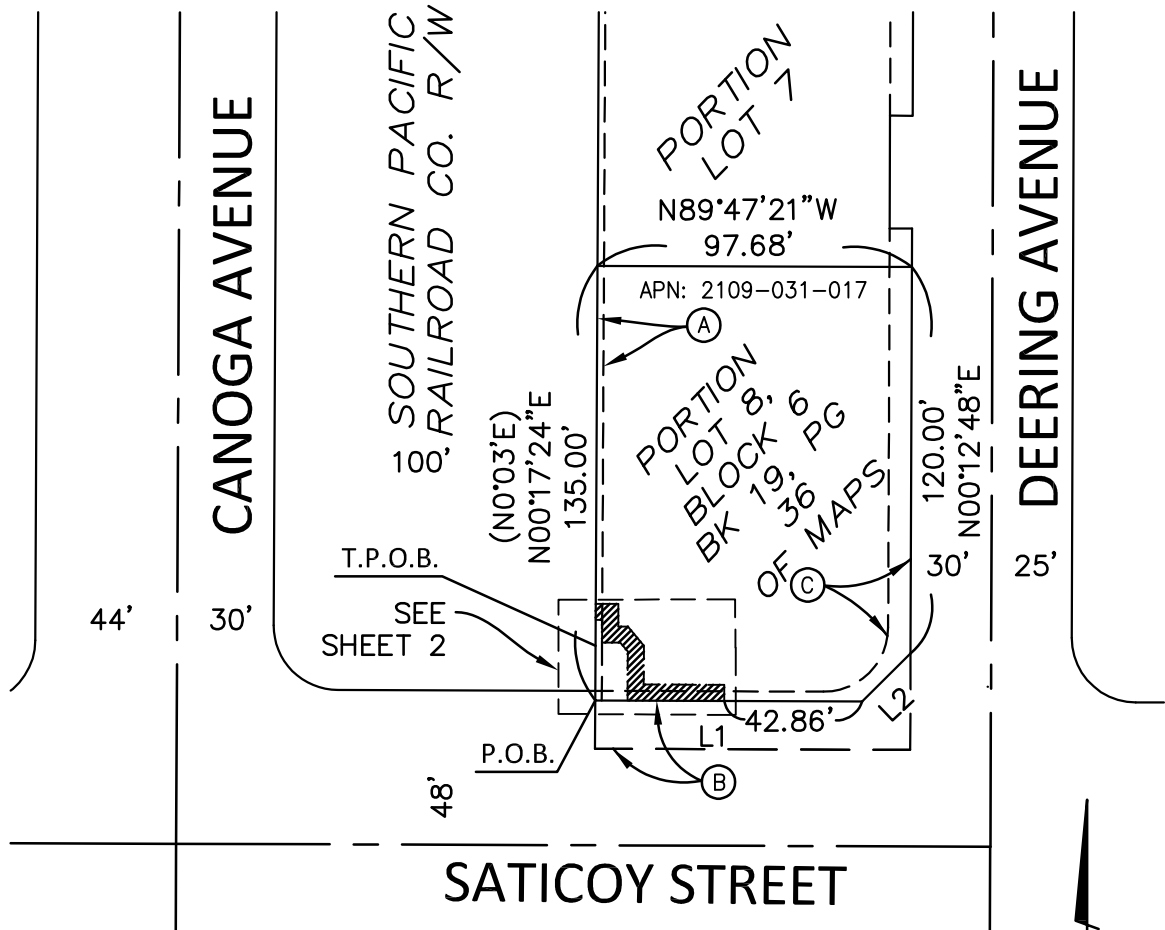 CANOGA AVENUE
SOUTHERN PACIFIC
RAILROAD CO. R/W
100'
PORTION
LOT 7
N89°47'21"W
97.68'
APN: 2109-031-017
A
(N0°03'E)
N00°17'24"E
135.00'
PORTION
LOT 8,
BLOCK 6
BK 19, PG
36
OF MAPS
C
120.00'
N00°12'48"E
DEERING AVENUE
30'
25'
44'
30'
T.P.O.B.
SEE
SHEET 2
P.O.B.
L1
42.86'
L2
B
48'
SATICOY STREET